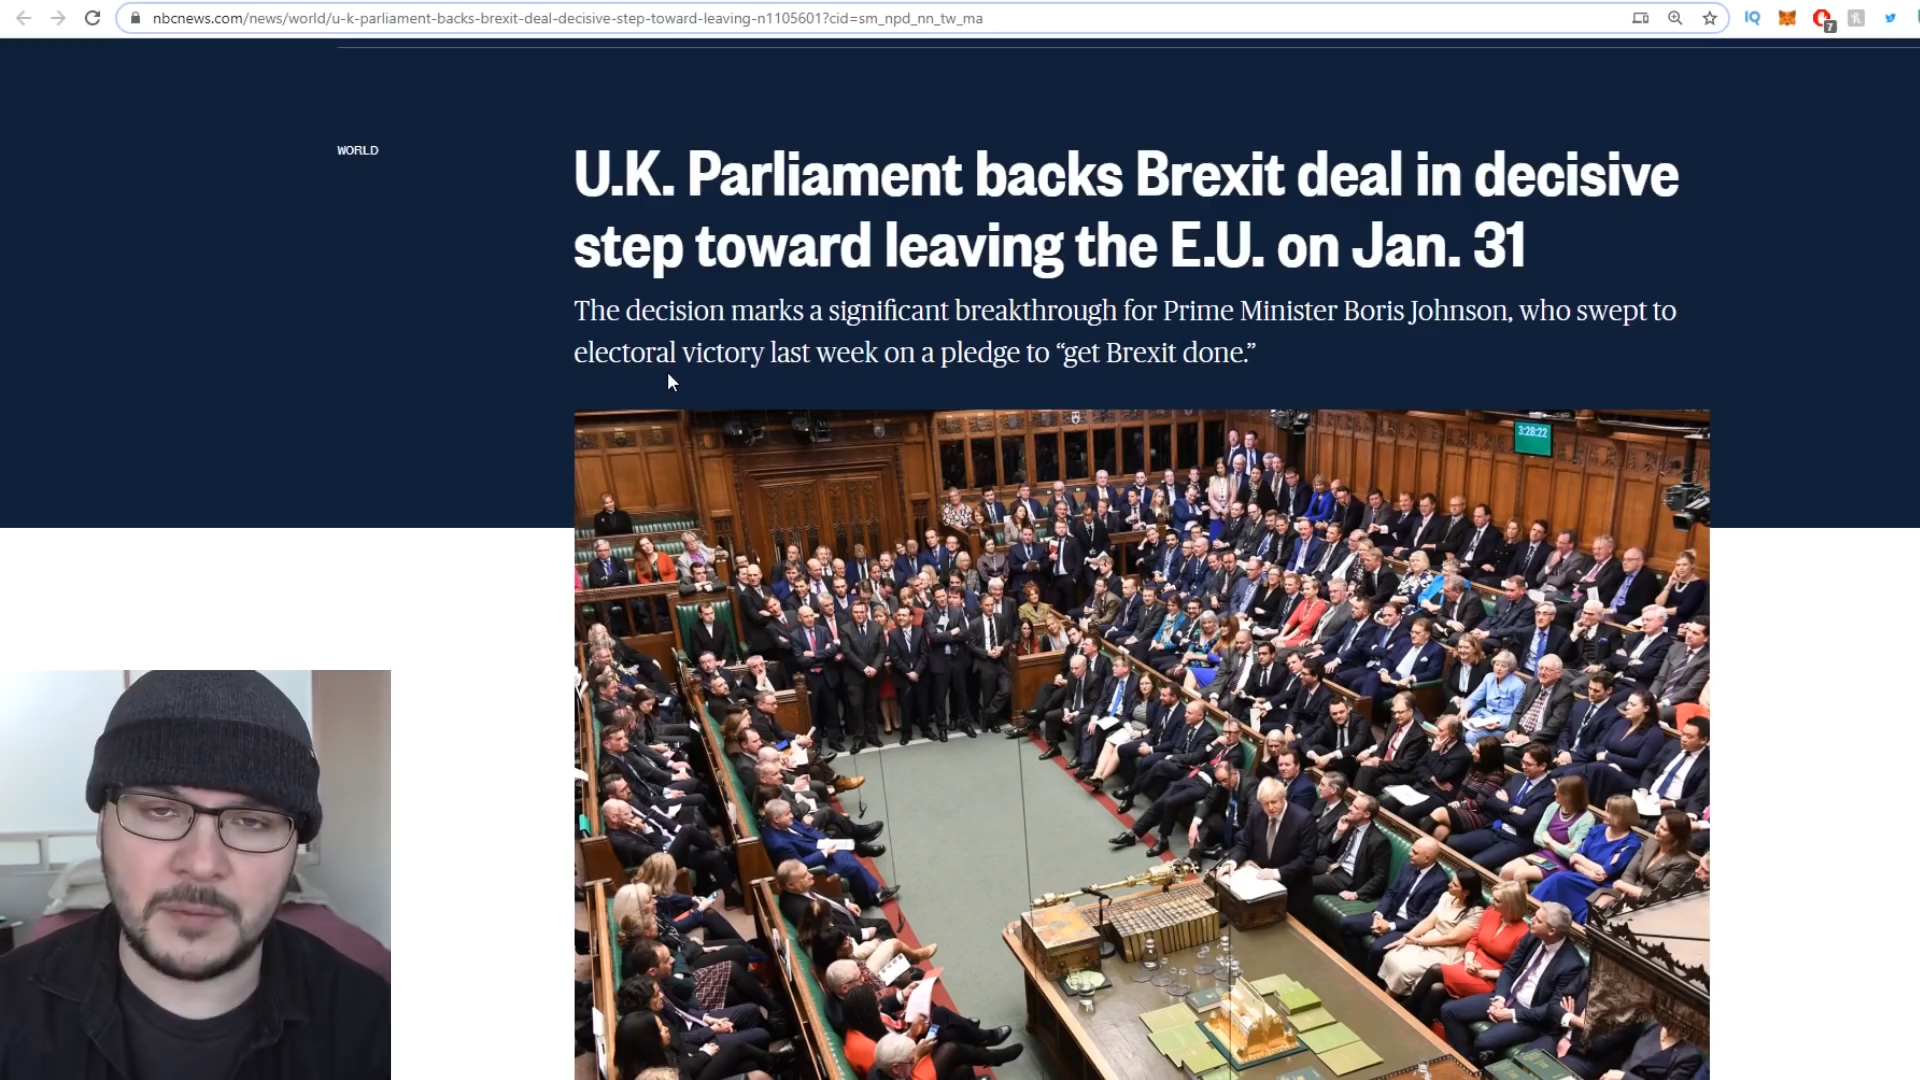 nbcnews.com/news/world/u-k-parliament-backs-brexit-deal-decisive-step-toward-leaving-n1105601?cid=sm_npd_nn_tw_ma
IQ
7
WORLD
U.K. Parliament backs Brexit deal in decisive
step toward leaving the E.U. on Jan. 31
The decision marks a significant breakthrough for Prime Minister Boris Johnson, who swept to
electoral victory last week on a pledge to “get Brexit done.”
3:28:22